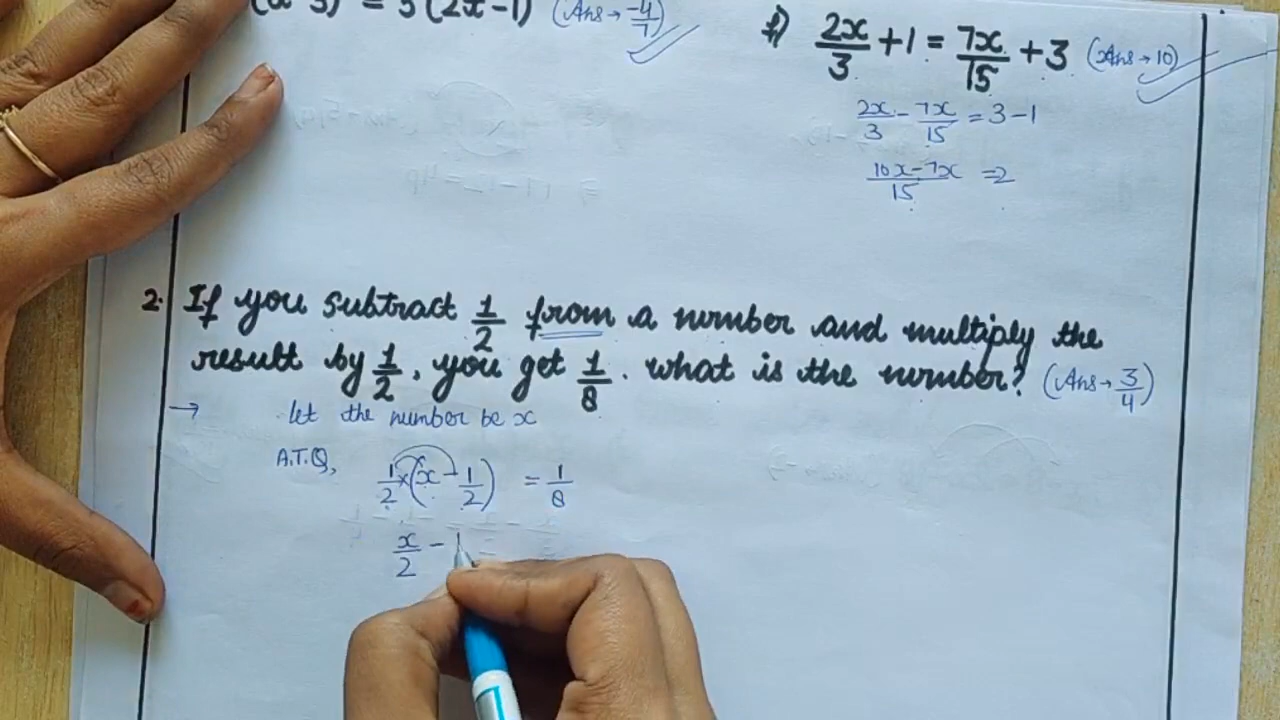 = 3(2x-1) (Ans→ -4/7)
f) 2x/3 + 1 = 7x/15 + 3 (Ans→10)
2x/3 - 7x/15 = 3-1
10x-7x/15 = 2
2. If you subtract 1/2 from a number and multiply the
result by 1/2, you get 1/8. what is the number? (Ans→ 3/4)
→ let the number be x
A.T.Q, 1/2 × (x - 1/2) = 1/8
x/2 - 1